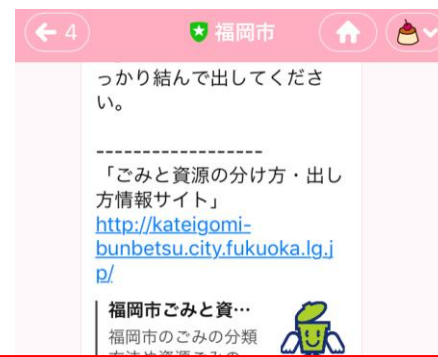 4
福岡市
っかり結んで出してくださ
い。
------------------
「ごみと資源の分け方・出し
方情報サイト」
http://kateigomi-
bunbetsu.city.fukuoka.lg.j
p/
福岡市ごみと資…
福岡市のごみの分類